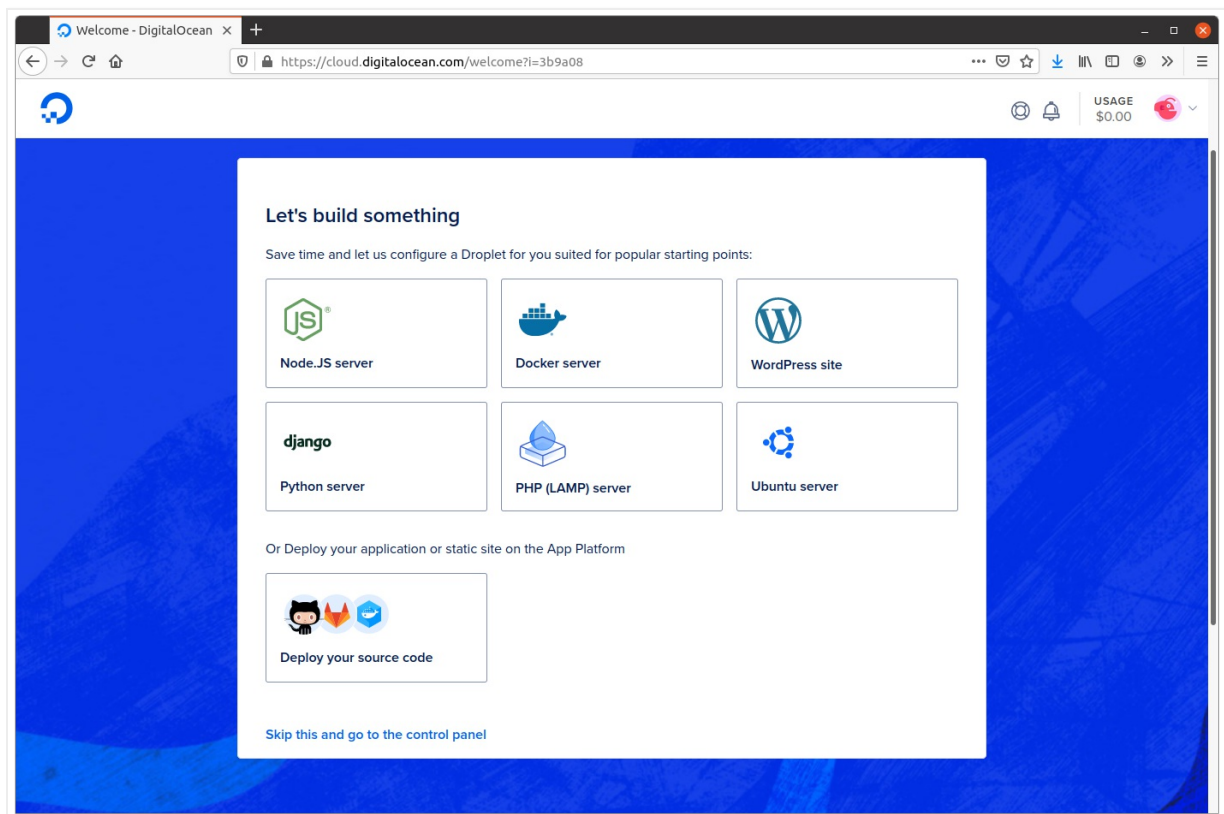 Welcome - DigitalOcean
https://cloud.digitalocean.com/welcome?i=3b9a08
USAGE
$0.00
Let's build something
Save time and let us configure a Droplet for you suited for popular starting points:
JS®
Node.JS server
Docker server
W
WordPress site
django
Python server
PHP (LAMP) server
Ubuntu server
Or Deploy your application or static site on the App Platform
Deploy your source code
Skip this and go to the control panel